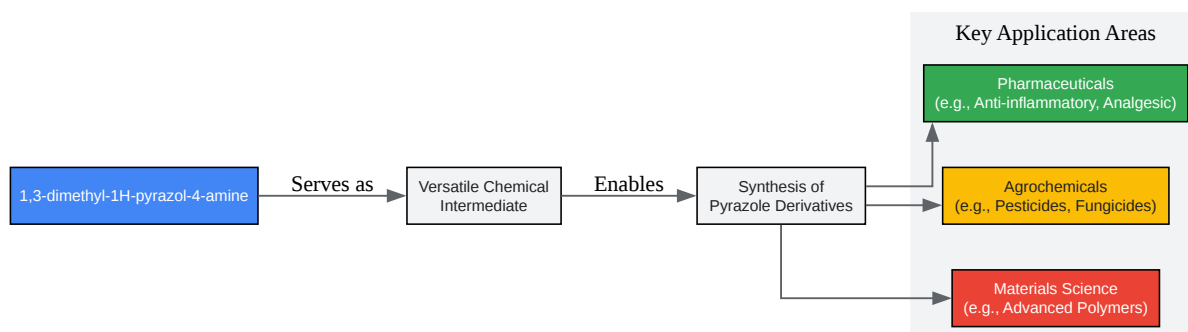 Key Application Areas
Pharmaceuticals
(e.g., Anti-inflammatory, Analgesic)
1,3-dimethyl-1H-pyrazol-4-amine
Serves as
Versatile Chemical
Intermediate
Enables
Synthesis of
Pyrazole Derivatives
Agrochemicals
(e.g., Pesticides, Fungicides)
Materials Science
(e.g., Advanced Polymers)